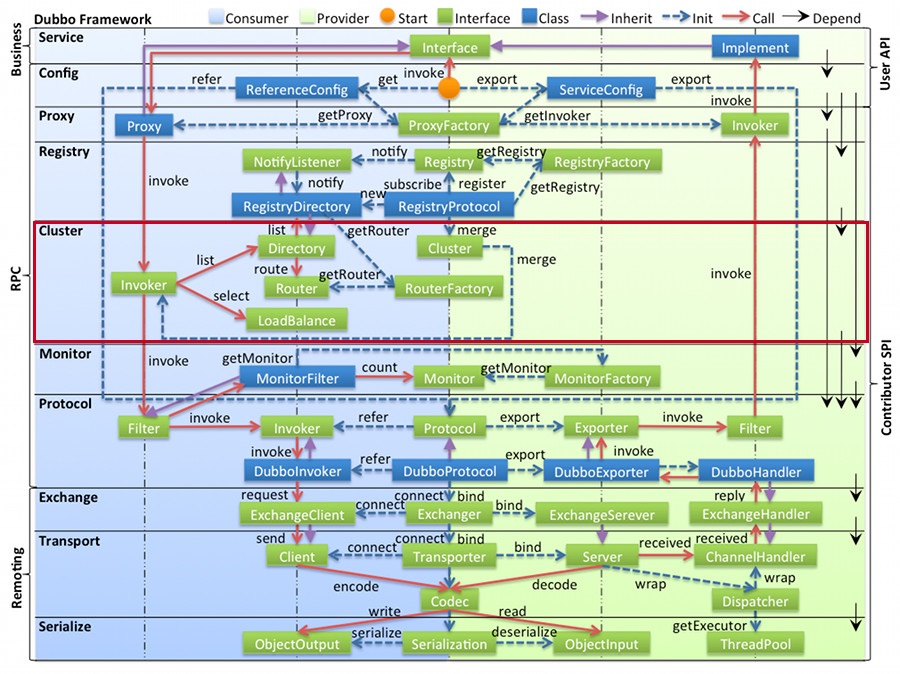 Dubbo Framework
Consumer
Provider
Start
Interface
Class
Inherit
Init
Call
Depend
Business
RPC
Remoting
User API
Contributor SPI
Service
Interface
Implement
Config
refer
ReferenceConfig
get
invoke
export
ServiceConfig
export
Proxy
Proxy
getProxy
ProxyFactory
getInvoker
invoke
Invoker
Registry
NotifyListener
notify
Registry
getRegistry
RegistryFactory
invoke
notify
new
subscribe
register
getRegistry
RegistryDirectory
RegistryProtocol
Cluster
list
getRouter
merge
Directory
Cluster
list
merge
route
getRouter
invoke
Invoker
Router
RouterFactory
select
LoadBalance
Monitor
invoke
getMonitor
MonitorFilter
count
Monitor
getMonitor
MonitorFactory
Protocol
Filter
invoke
Invoker
refer
Protocol
export
Exporter
invoke
Filter
invoke
refer
export
invoke
DubboInvoker
DubboProtocol
DubboExporter
DubboHandler
Exchange
request
connect
bind
reply
ExchangeClient
connect
Exchanger
bind
ExchangeSerever
ExchangeHandler
Transport
send
connect
bind
received
received
Client
connect
Transporter
bind
Server
ChannelHandler
encode
decode
wrap
wrap
Codec
Dispatcher
write
read
Serialize
getExecutor
ObjectOutput
serialize
Serialization
deserialize
ObjectInput
ThreadPool